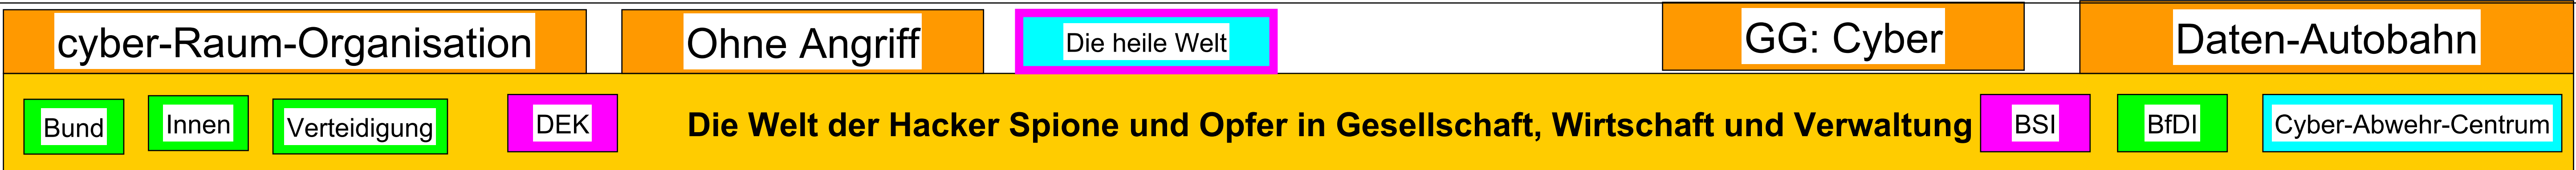 cyber-Raum-Organisation
Ohne Angriff
Die heile Welt
GG: Cyber
Daten-Autobahn
Bund
Innen
Verteidigung
DEK
Die Welt der Hacker Spione und Opfer in Gesellschaft, Wirtschaft und Verwaltung
BSI
BfDI
Cyber-Abwehr-Centrum